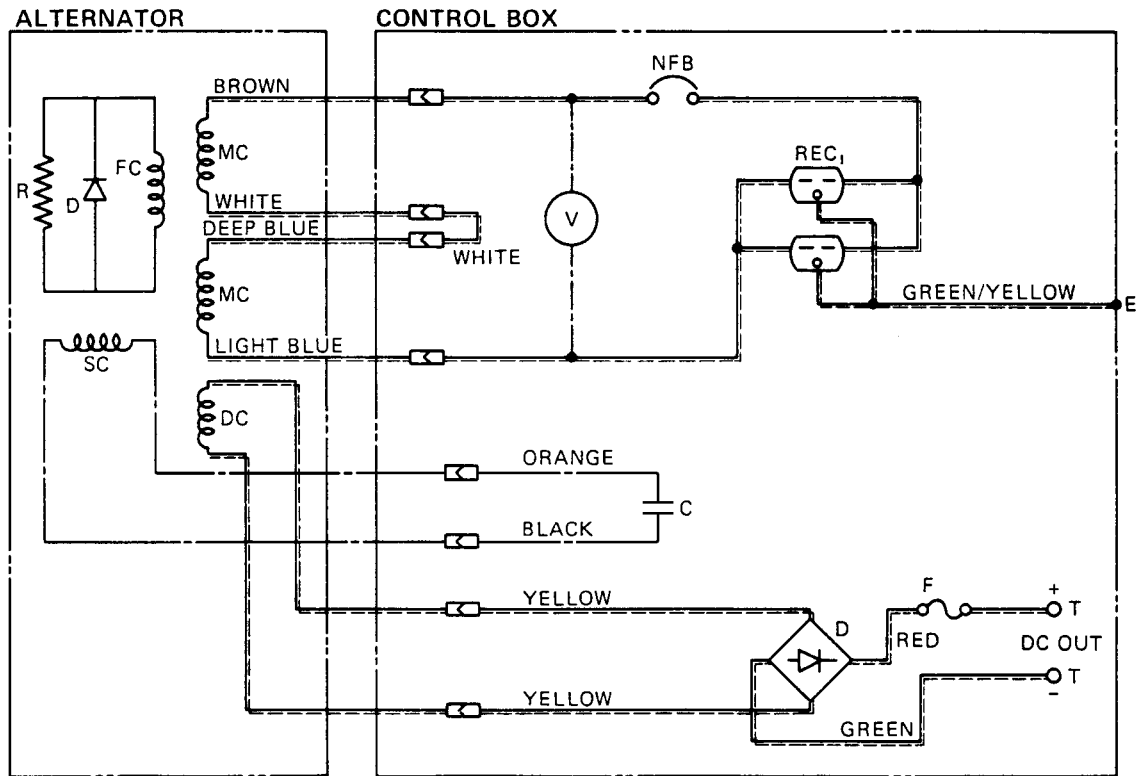 ALTERNATOR
CONTROL BOX
BROWN
NFB
R
D
FC
MC
REC1
WHITE
DEEP BLUE
WHITE
V
MC
GREEN/YELLOW
E
LIGHT BLUE
SC
DC
ORANGE
C
BLACK
YELLOW
F
+
T
D
RED
DC OUT
T
-
YELLOW
GREEN